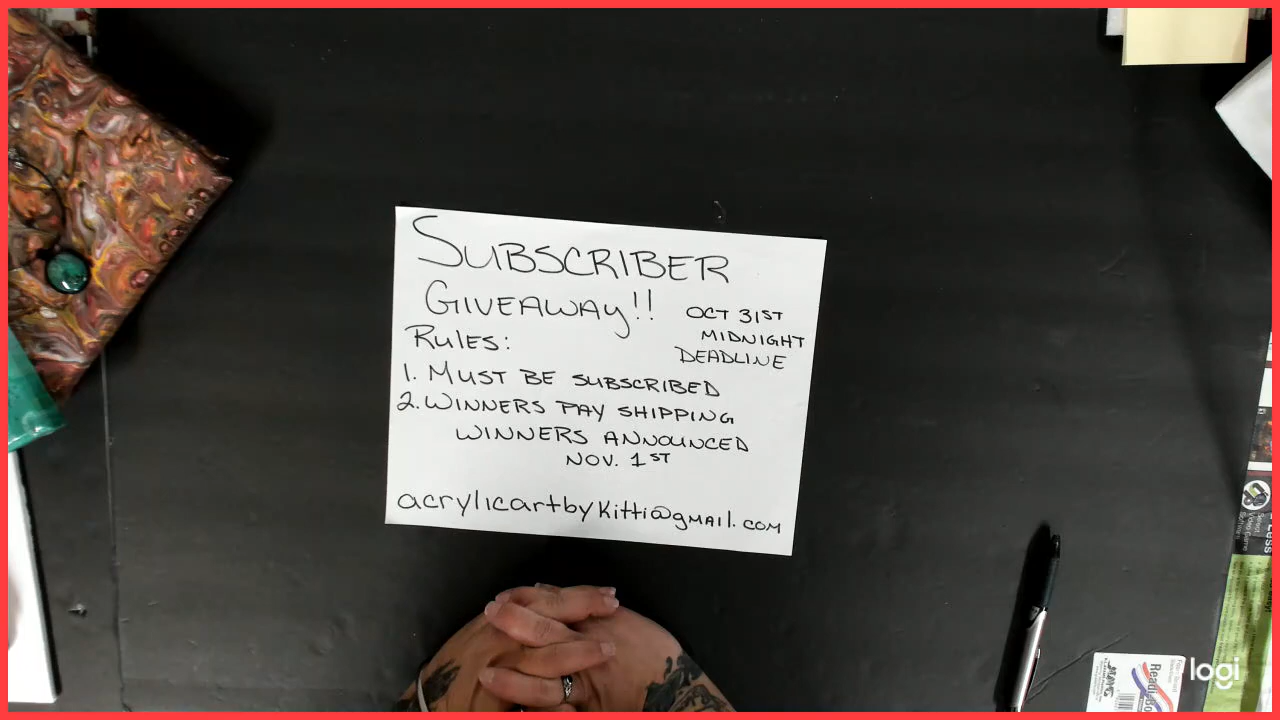 SUBSCRIBER
GIVEAWAY!!
OCT 31ST
MIDNIGHT
DEADLINE
Rules:
1. MUST BE SUBSCRIBED
2. WINNERS PAY SHIPPING
WINNERS ANNOUNCED
NOV. 1ST
acrylicartbykitti@gmail.com
logi